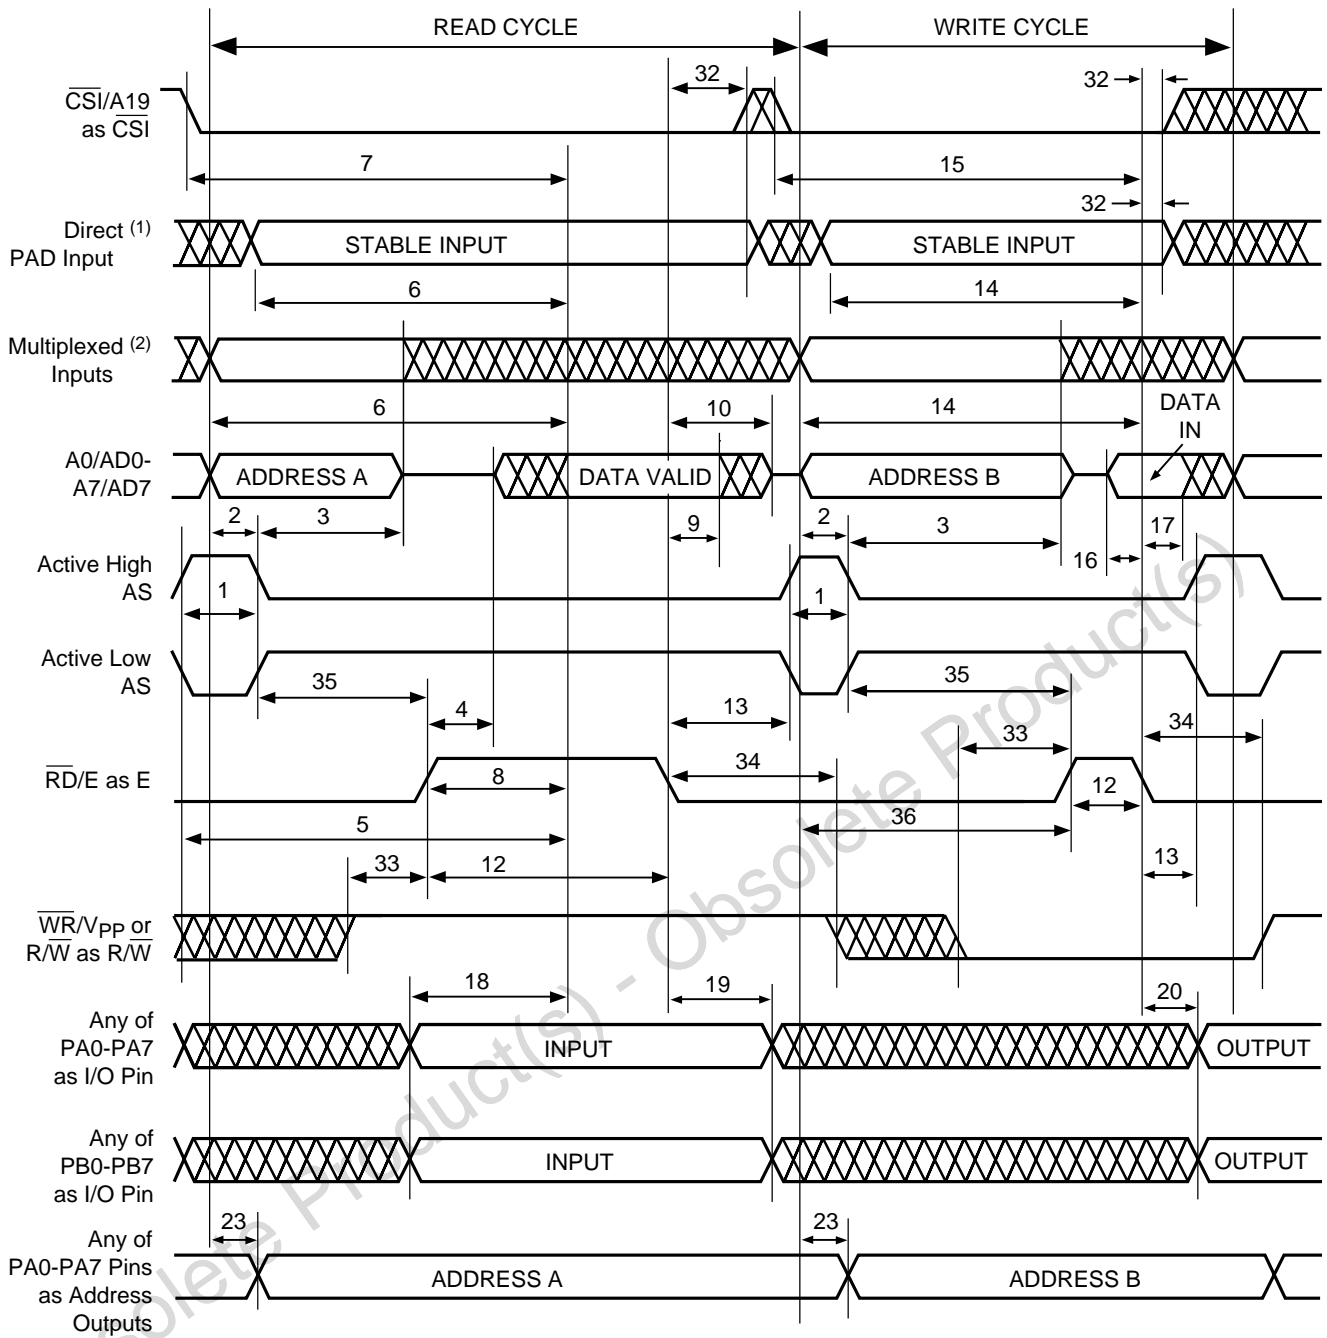 READ CYCLE
WRITE CYCLE
32
32
CSI/A19
as CSI
7
15
32
Direct (1)
PAD Input
STABLE INPUT
STABLE INPUT
6
14
Multiplexed (2)
Inputs
6
10
14
DATA
IN
A0/AD0-
A7/AD7
ADDRESS A
DATA VALID
ADDRESS B
2
3
9
2
3
17
16
Active High
AS
1
1
Active Low
AS
35
35
4
13
34
33
34
RD/E as E
8
12
5
36
33
12
13
WR/VPP or
R/W as R/W
18
19
20
Any of
PA0-PA7
as I/O Pin
INPUT
OUTPUT
Any of
PB0-PB7
as I/O Pin
INPUT
OUTPUT
23
23
Any of
PA0-PA7 Pins
as Address
Outputs
ADDRESS A
ADDRESS B
Obsolete Product(s) - Obsolete Product(s)